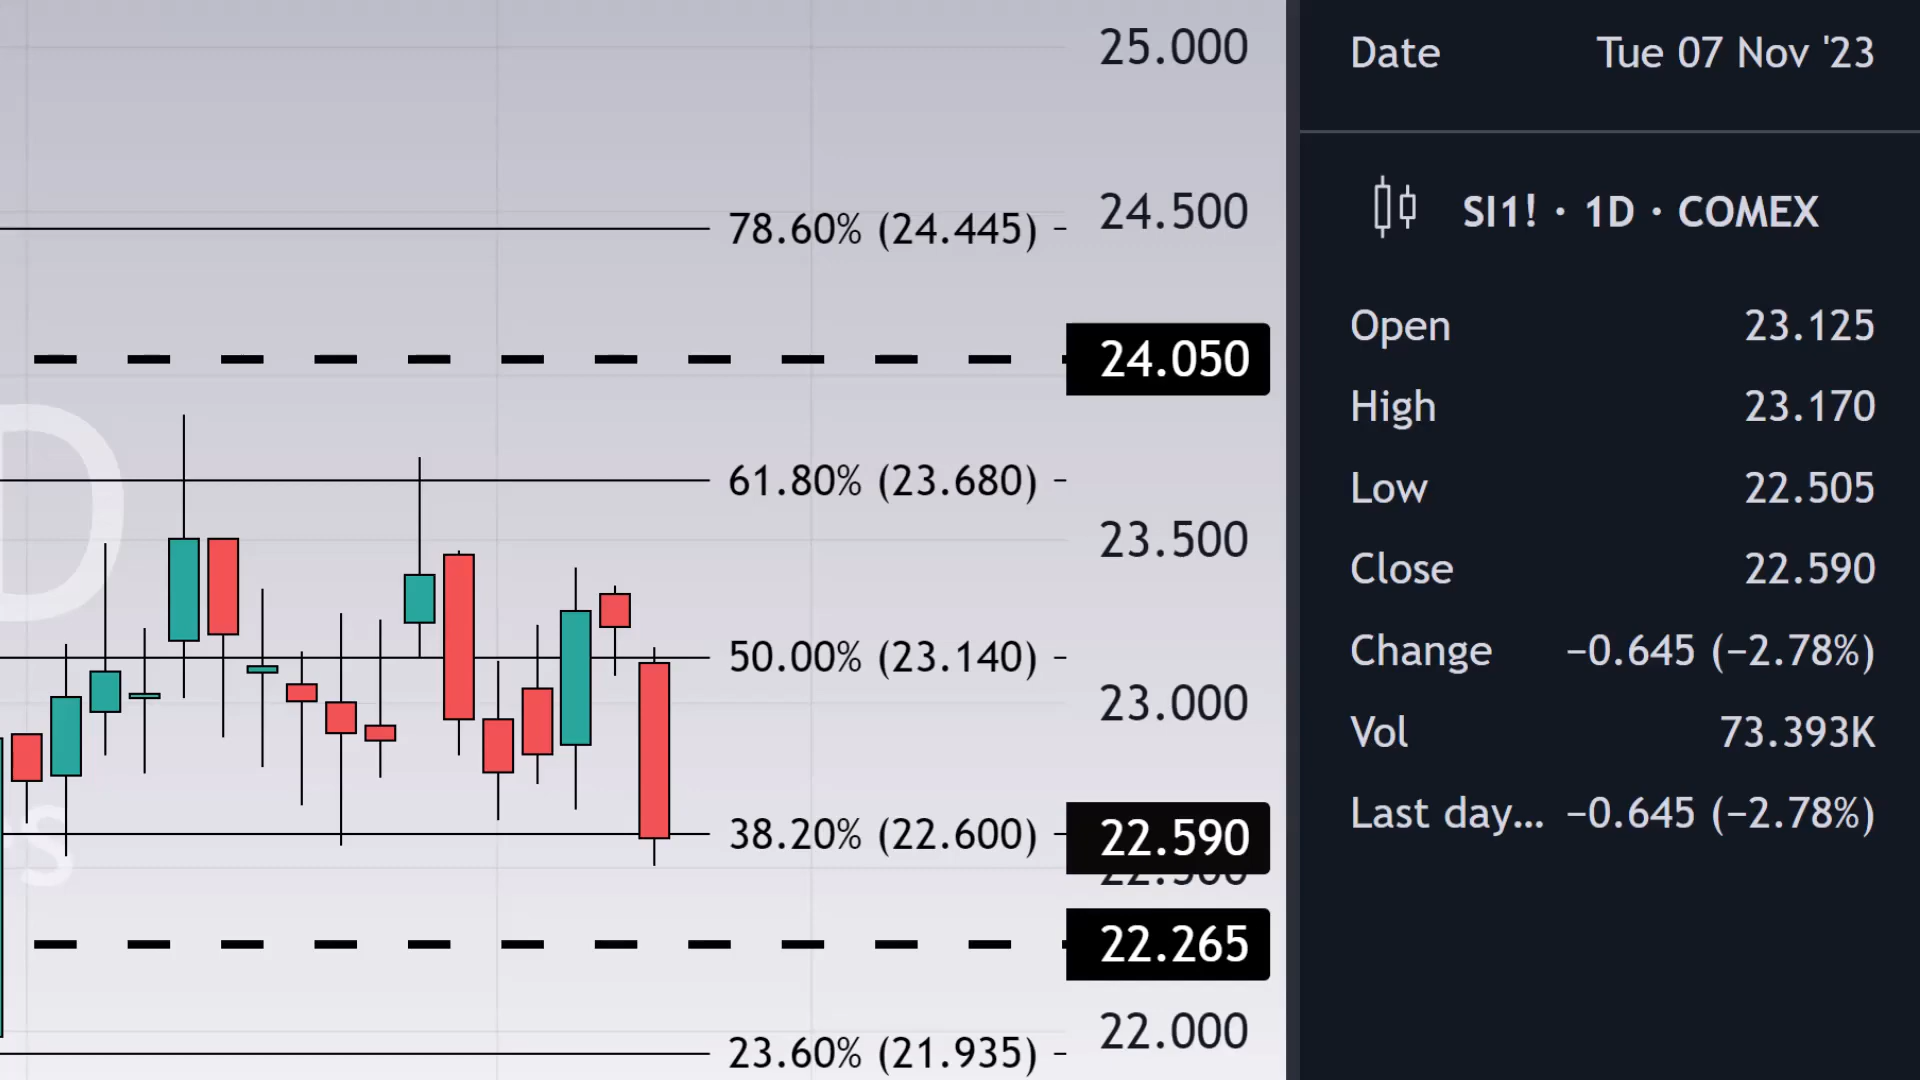 25.000
24.500
78.60% (24.445)
24.050
61.80% (23.680)
23.500
D
50.00% (23.140)
23.000
38.20% (22.600)
22.590
22.500
s
22.265
22.000
23.60% (21.935)
Date Tue 07 Nov '23
SI1! · 1D · COMEX
Open 23.125
High 23.170
Low 22.505
Close 22.590
Change −0.645 (−2.78%)
Vol 73.393K
Last day... −0.645 (−2.78%)